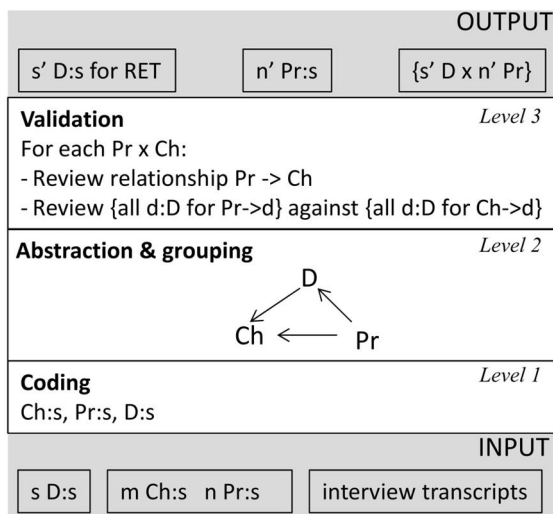 OUTPUT
s’ D:s for RET
n’ Pr:s
{s’ D x n’ Pr}
Validation
Level 3
For each Pr x Ch:
- Review relationship Pr -> Ch
- Review {all d:D for Pr->d} against {all d:D for Ch->d}
Abstraction & grouping
Level 2
D
Ch
Pr
Coding
Level 1
Ch:s, Pr:s, D:s
INPUT
s D:s
m Ch:s n Pr:s
interview transcripts